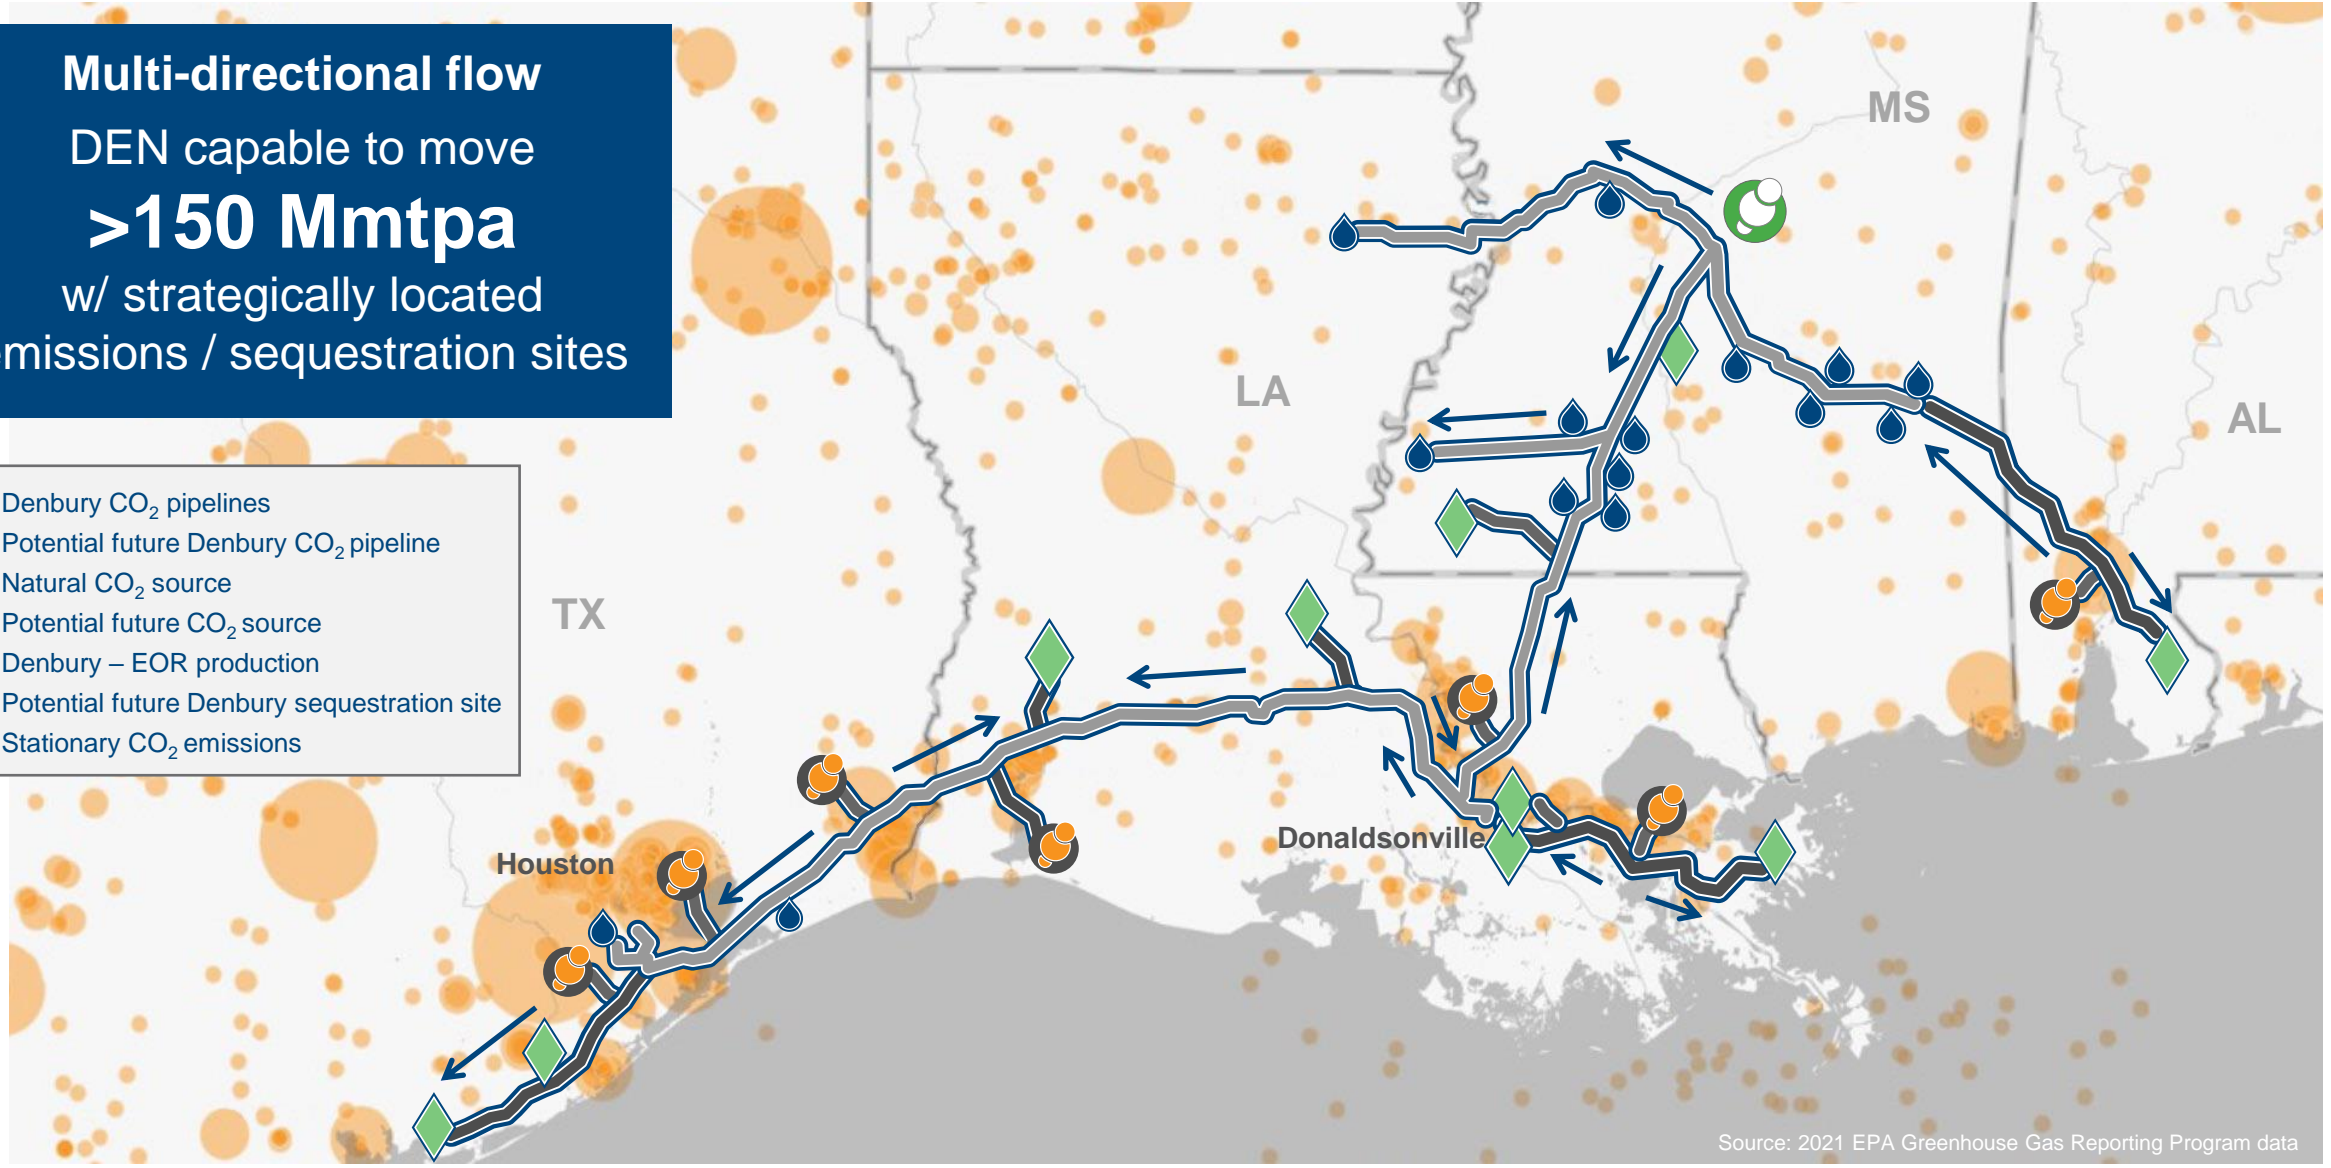 Multi-directional flow
DEN capable to move
>150 Mmtpa
w/ strategically located
missions / sequestration sites
Denbury CO₂ pipelines
Potential future Denbury CO₂ pipeline
Natural CO₂ source
Potential future CO₂ source
Denbury – EOR production
Potential future Denbury sequestration site
Stationary CO₂ emissions
MS
LA
AL
TX
Houston
Donaldsonville
Source: 2021 EPA Greenhouse Gas Reporting Program data